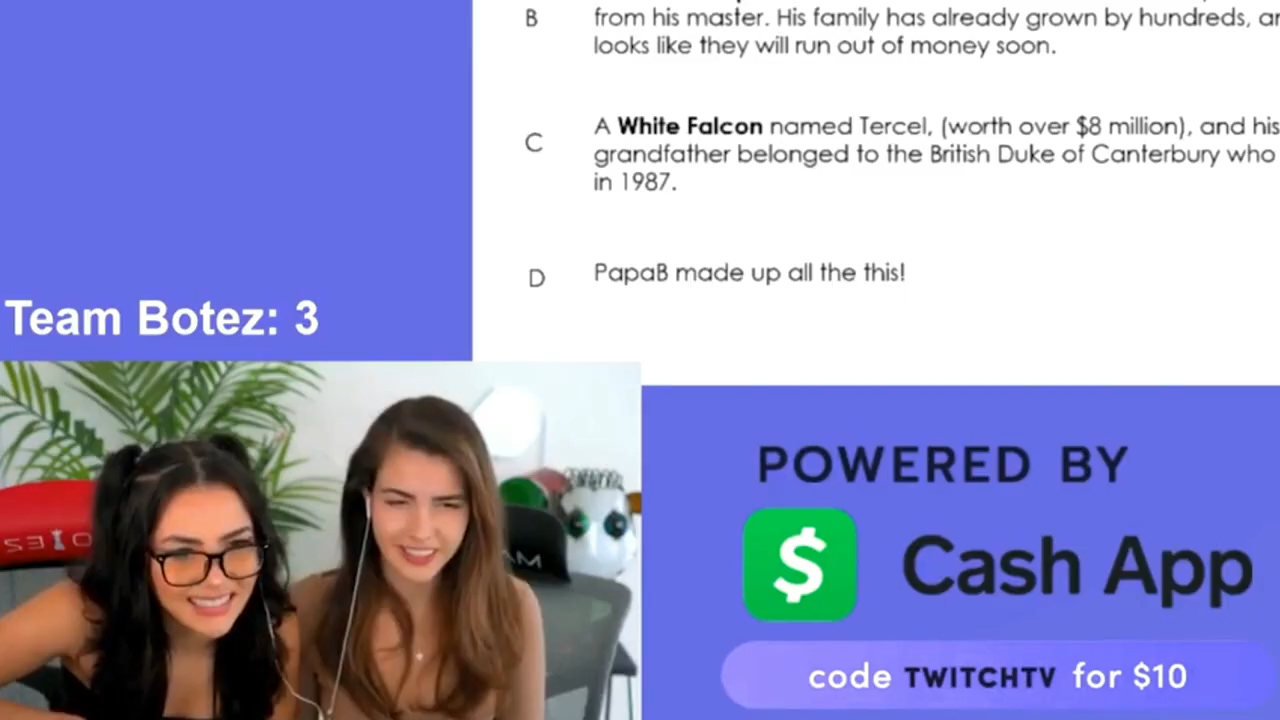 B
from his master. His family has already grown by hundreds,
looks like they will run out of money soon.
C
A White Falcon named Tercel, (worth over $8 million), and his
grandfather belonged to the British Duke of Canterbury who
in 1987.
D
PapaB made up all the this!
Team Botez: 3
POWERED BY
$ Cash App
code TWITCHTV for $10